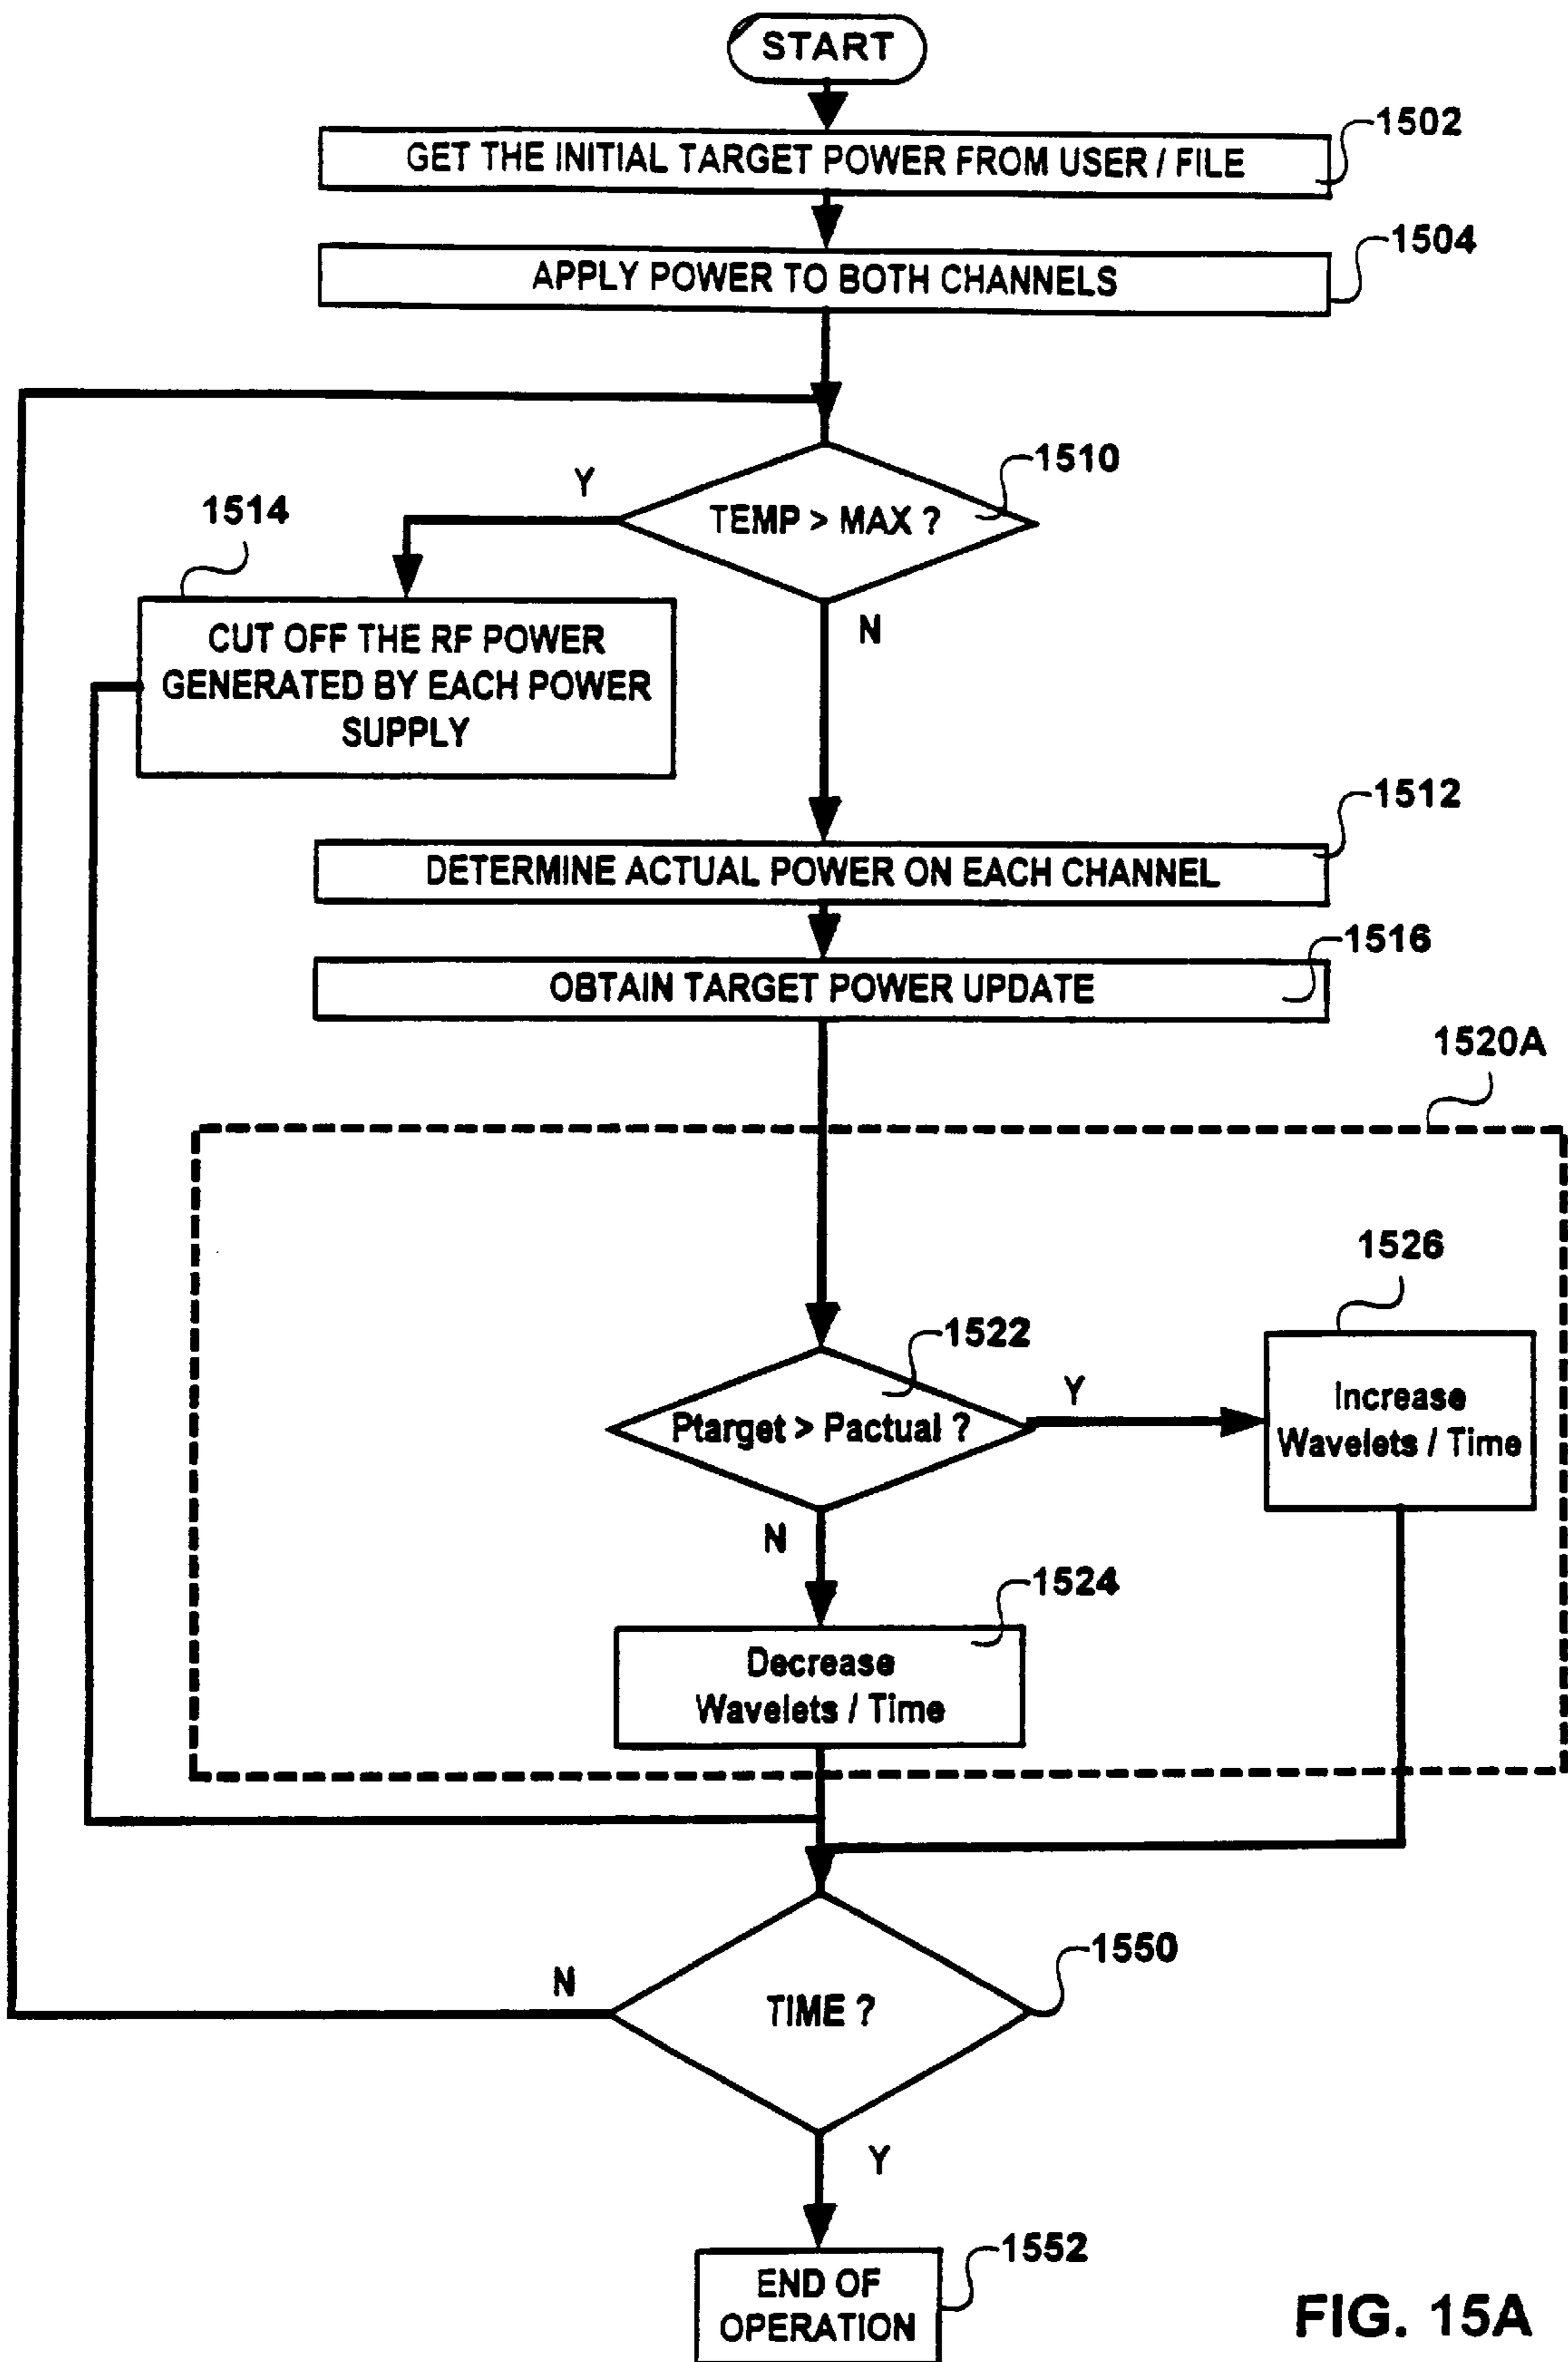 START
1502
GET THE INITIAL TARGET POWER FROM USER / FILE
1504
APPLY POWER TO BOTH CHANNELS
1510
Y
TEMP > MAX ?
1514
N
CUT OFF THE RF POWER
GENERATED BY EACH POWER
SUPPLY
1512
DETERMINE ACTUAL POWER ON EACH CHANNEL
1516
OBTAIN TARGET POWER UPDATE
1520A
1526
1522
Y
Ptarget > Pactual ?
Increase
Wavelets / Time
N
1524
Decrease
Wavelets / Time
1550
N
TIME ?
Y
1552
END OF
OPERATION
FIG. 15A